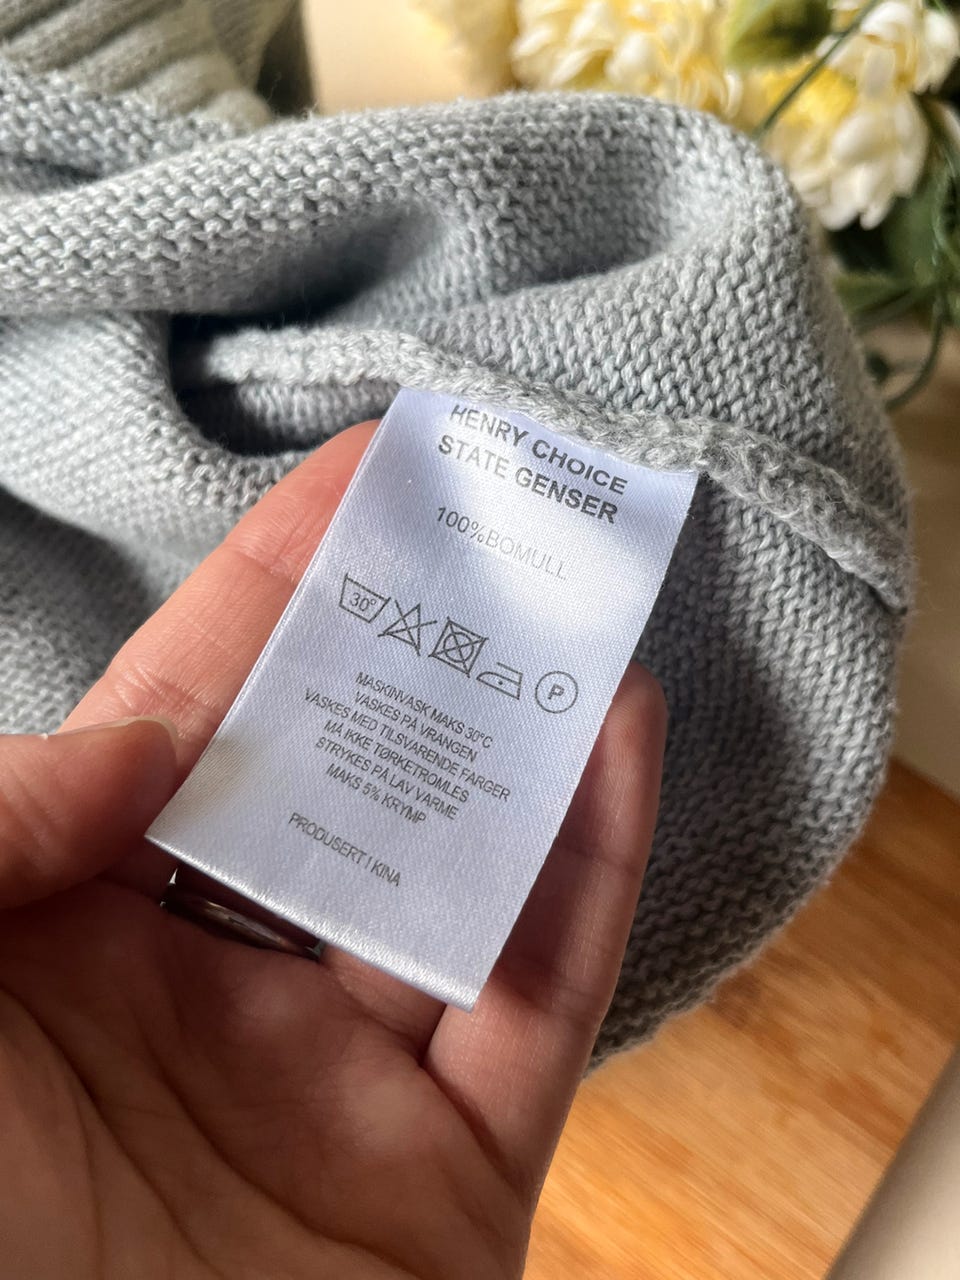 HENRY CHOICE
STATE GENSER
100%BOMULL
30° P
MASKINVASK MAKS 30°C
VASKES PÅ VRANGEN
VASKES MED TILSVARENDE FARGER
MÅ IKKE TØRKETROMLES
STRYKES PÅ LAV VARME
MAKS 5% KRYMP
PRODUSERT I KINA